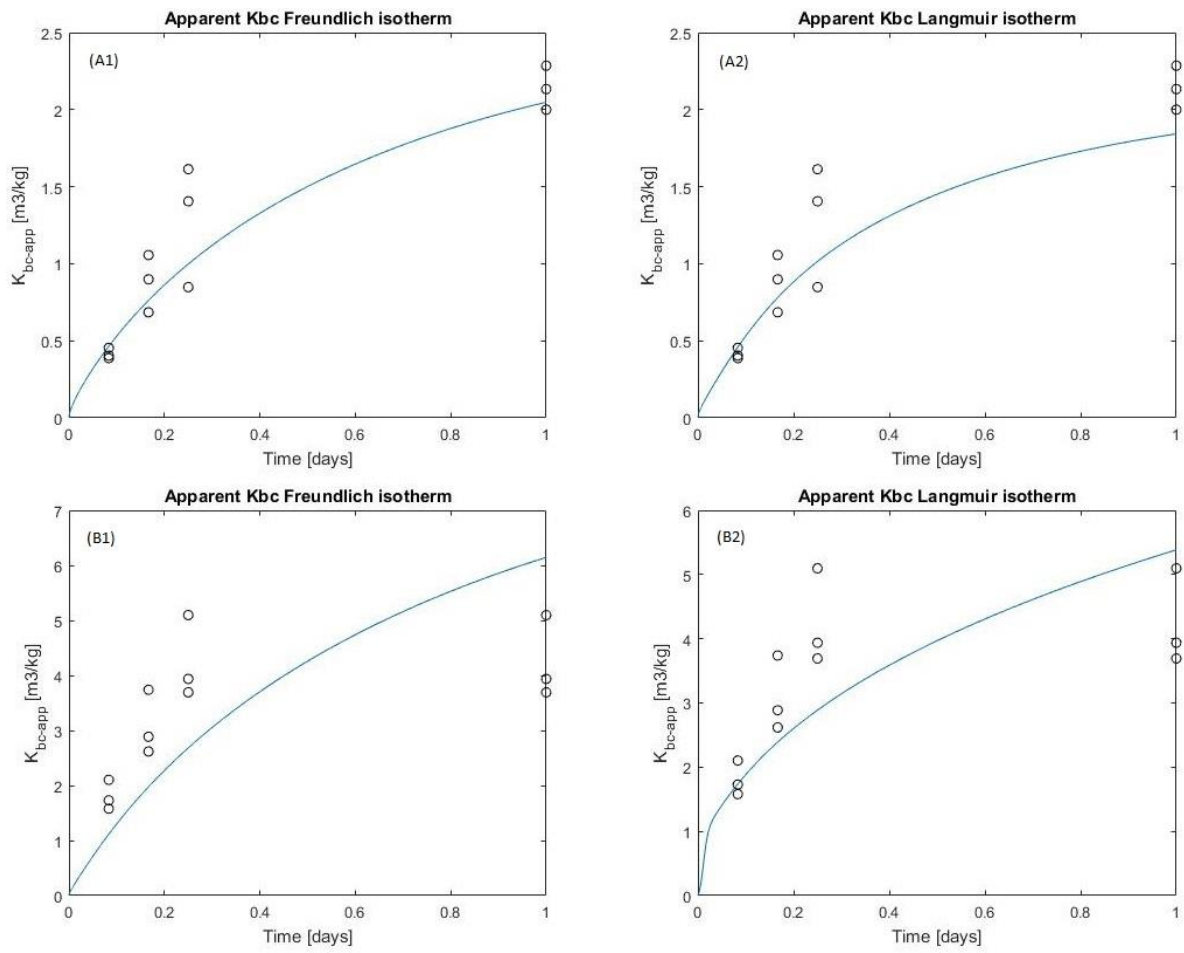 Apparent Kbc Freundlich isotherm
(A1)
2.5
2
1.5
1
0.5
0
K_bc-app [m3/kg]
0 0.2 0.4 0.6 0.8 1
Time [days]
Apparent Kbc Langmuir isotherm
(A2)
2.5
2
1.5
1
0.5
0
K_bc-app [m3/kg]
0 0.2 0.4 0.6 0.8 1
Time [days]
Apparent Kbc Freundlich isotherm
(B1)
7
6
5
4
3
2
1
0
K_bc-app [m3/kg]
0 0.2 0.4 0.6 0.8 1
Time [days]
Apparent Kbc Langmuir isotherm
(B2)
6
5
4
3
2
1
0
K_bc-app [m3/kg]
0 0.2 0.4 0.6 0.8 1
Time [days]